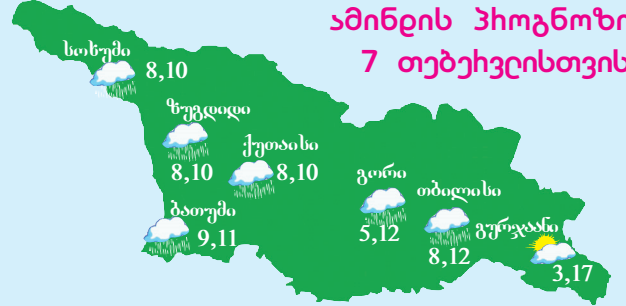 ამინდის პროგნოზი
7 თებერვლისთვის
სოხუმი
8,10
ზუგდიდი
8,10
ქუთაისი
8,10
ბათუმი
9,11
გორი
5,12
თბილისი
8,12
გურჯაანი
3,17